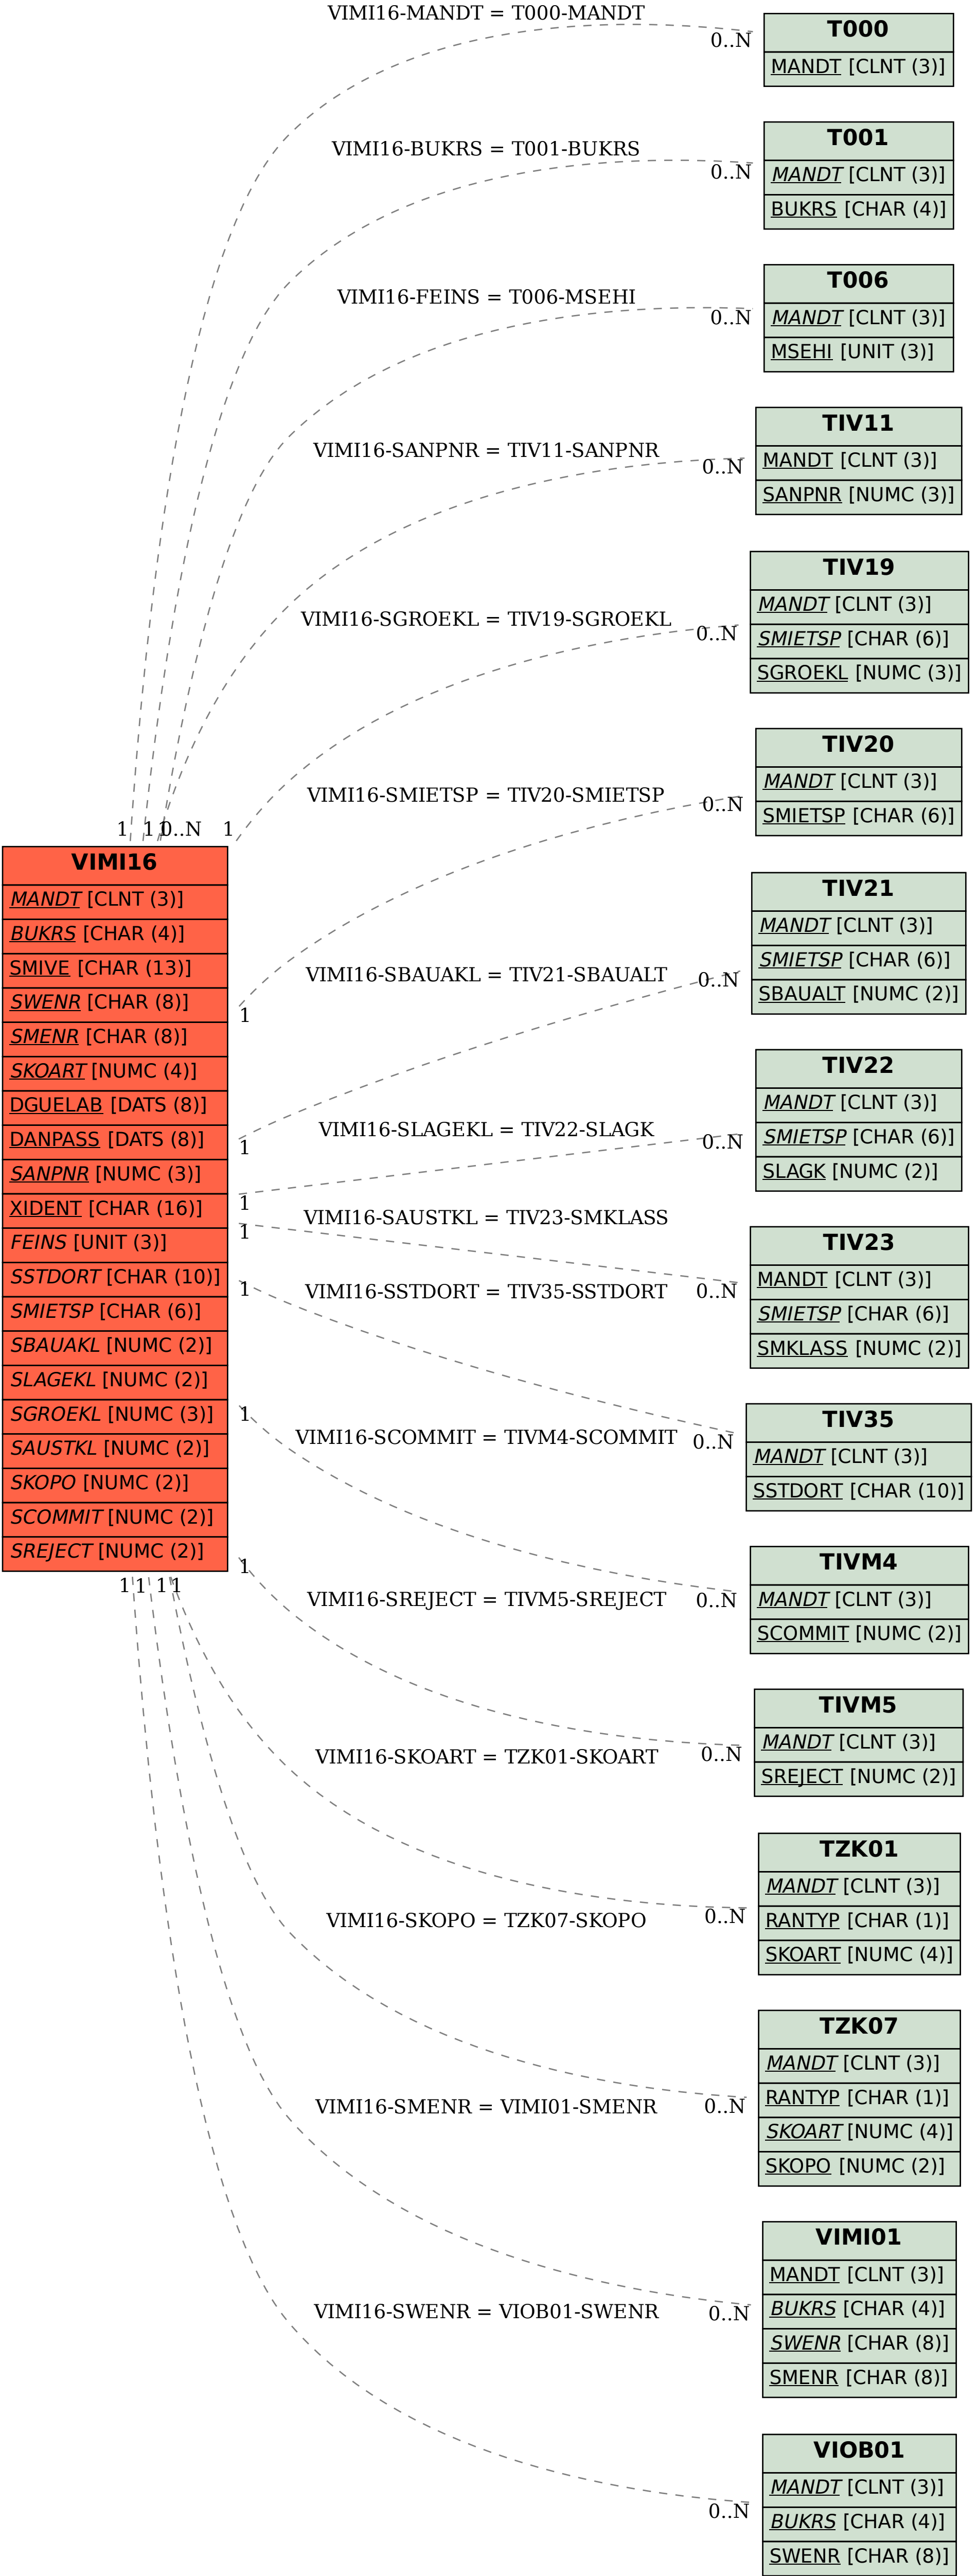 VIMI16-MANDT = T000-MANDT
0..N
T000
MANDT [CLNT (3)]
VIMI16-BUKRS = T001-BUKRS
0..N
T001
MANDT [CLNT (3)]
BUKRS [CHAR (4)]
VIMI16-FEINS = T006-MSEHI
0..N
T006
MANDT [CLNT (3)]
MSEHI [UNIT (3)]
VIMI16-SANPNR = TIV11-SANPNR
0..N
TIV11
MANDT [CLNT (3)]
SANPNR [NUMC (3)]
VIMI16-SGROEKL = TIV19-SGROEKL
0..N
TIV19
MANDT [CLNT (3)]
SMIETSP [CHAR (6)]
SGROEKL [NUMC (3)]
VIMI16-SMIETSP = TIV20-SMIETSP
0..N
TIV20
MANDT [CLNT (3)]
SMIETSP [CHAR (6)]
1 1 1 0..N 1
VIMI16
MANDT [CLNT (3)]
BUKRS [CHAR (4)]
SMIVE [CHAR (13)]
SWENR [CHAR (8)]
SMENR [CHAR (8)]
SKOART [NUMC (4)]
DGUELAB [DATS (8)]
DANPASS [DATS (8)]
SANPNR [NUMC (3)]
XIDENT [CHAR (16)]
FEINS [UNIT (3)]
SSTDORT [CHAR (10)]
SMIETSP [CHAR (6)]
SBAUAKL [NUMC (2)]
SLAGEKL [NUMC (2)]
SGROEKL [NUMC (3)]
SAUSTKL [NUMC (2)]
SKOPO [NUMC (2)]
SCOMMIT [NUMC (2)]
SREJECT [NUMC (2)]
1
1
1
1
1
1
1
1 1 1 1
VIMI16-SBAUAKL = TIV21-SBAUALT
0..N
TIV21
MANDT [CLNT (3)]
SMIETSP [CHAR (6)]
SBAUALT [NUMC (2)]
VIMI16-SLAGEKL = TIV22-SLAGK
0..N
TIV22
MANDT [CLNT (3)]
SMIETSP [CHAR (6)]
SLAGK [NUMC (2)]
VIMI16-SAUSTKL = TIV23-SMKLASS
0..N
TIV23
MANDT [CLNT (3)]
SMIETSP [CHAR (6)]
SMKLASS [NUMC (2)]
VIMI16-SSTDORT = TIV35-SSTDORT
0..N
TIV35
MANDT [CLNT (3)]
SSTDORT [CHAR (10)]
VIMI16-SCOMMIT = TIVM4-SCOMMIT
0..N
TIVM4
MANDT [CLNT (3)]
SCOMMIT [NUMC (2)]
VIMI16-SREJECT = TIVM5-SREJECT
0..N
TIVM5
MANDT [CLNT (3)]
SREJECT [NUMC (2)]
VIMI16-SKOART = TZK01-SKOART
0..N
TZK01
MANDT [CLNT (3)]
RANTYP [CHAR (1)]
SKOART [NUMC (4)]
VIMI16-SKOPO = TZK07-SKOPO
0..N
TZK07
MANDT [CLNT (3)]
RANTYP [CHAR (1)]
SKOART [NUMC (4)]
SKOPO [NUMC (2)]
VIMI16-SMENR = VIMI01-SMENR
0..N
VIMI01
MANDT [CLNT (3)]
BUKRS [CHAR (4)]
SWENR [CHAR (8)]
SMENR [CHAR (8)]
VIMI16-SWENR = VIOB01-SWENR
0..N
VIOB01
MANDT [CLNT (3)]
BUKRS [CHAR (4)]
SWENR [CHAR (8)]